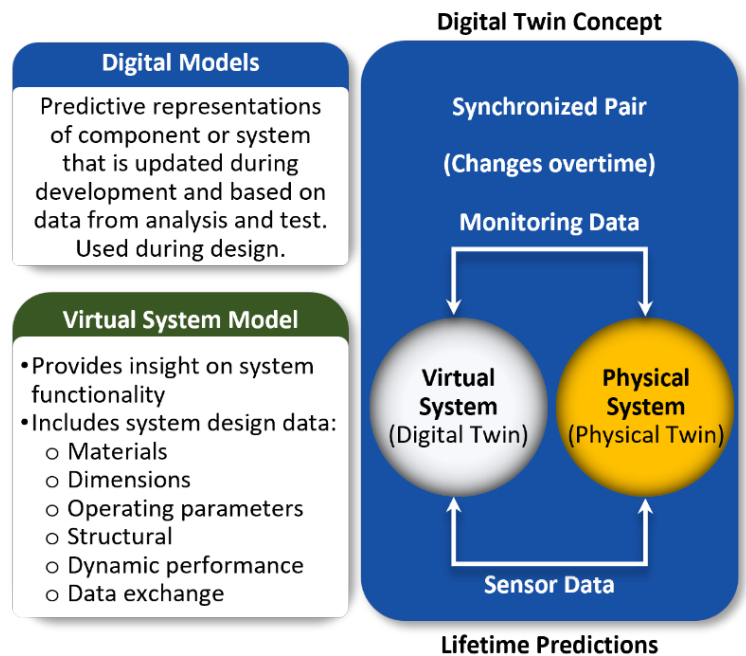 Digital Models
Predictive representations
of component or system
that is updated during
development and based on
data from analysis and test.
Used during design.
Virtual System Model
•Provides insight on system
functionality
•Includes system design data:
o Materials
o Dimensions
o Operating parameters
o Structural
o Dynamic performance
o Data exchange
Digital Twin Concept
Synchronized Pair
(Changes overtime)
Monitoring Data
Virtual
System
(Digital Twin)
Physical
System
(Physical Twin)
Sensor Data
Lifetime Predictions